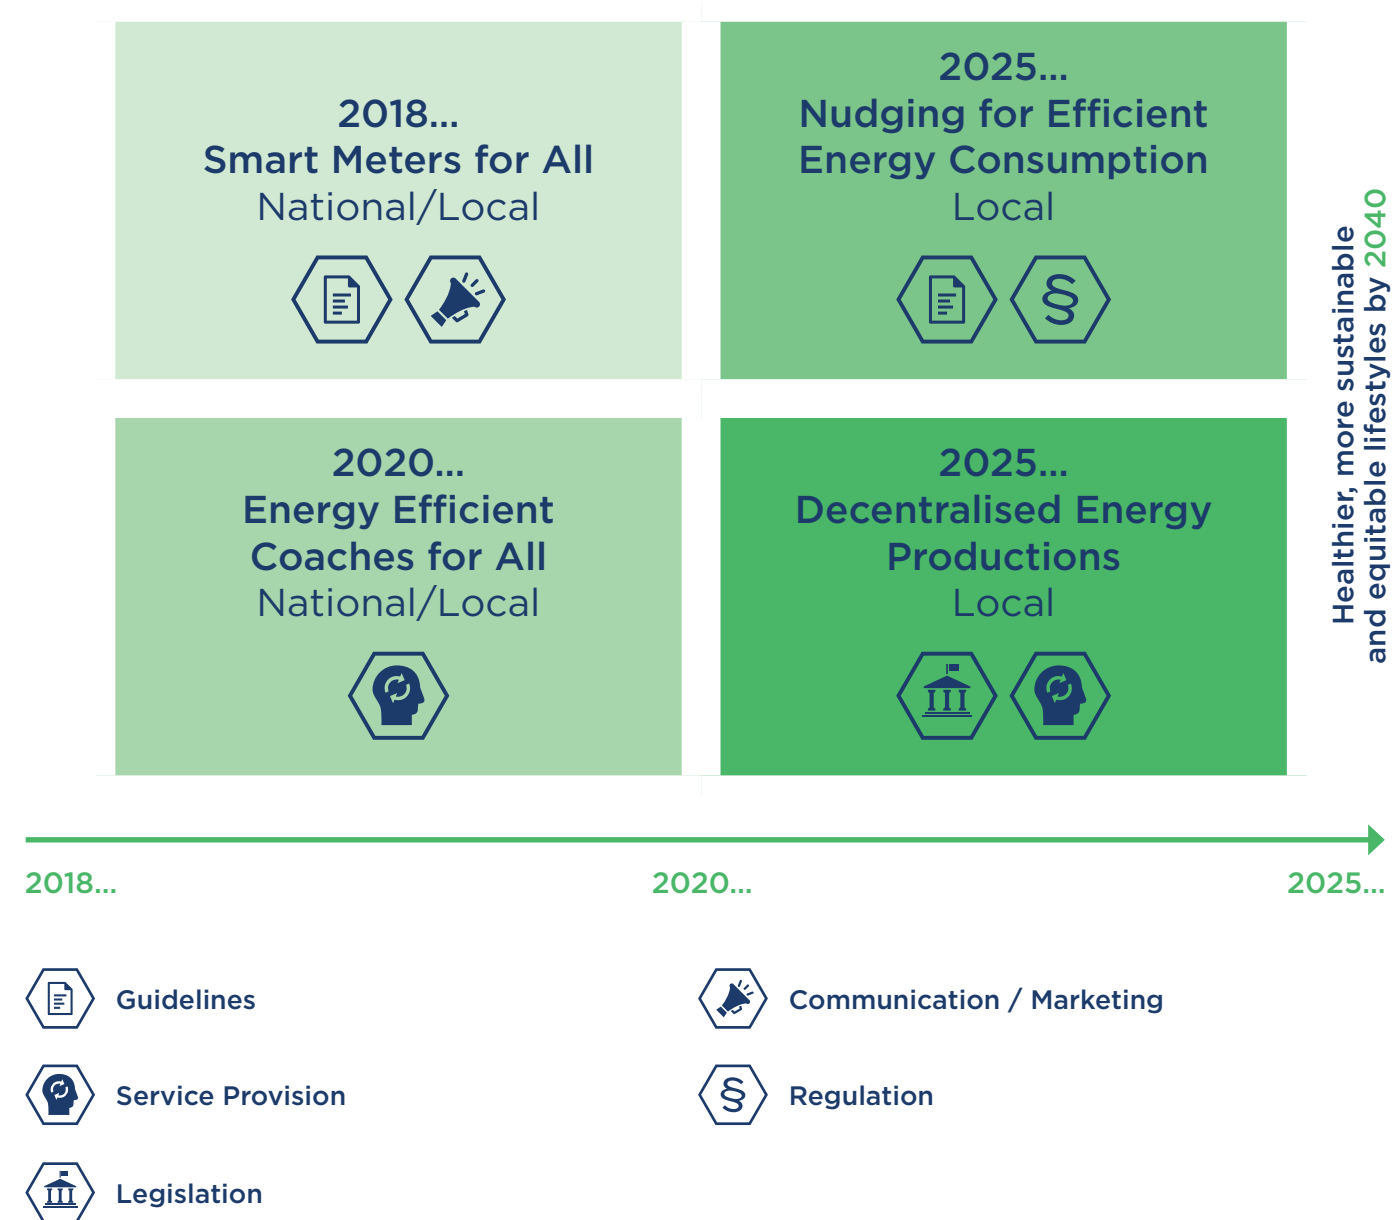 2018...
Smart Meters for All
National/Local
2025...
Nudging for Efficient
Energy Consumption
Local
2020...
Energy Efficient
Coaches for All
National/Local
2025...
Decentralised Energy
Productions
Local
Healthier, more sustainable
and equitable lifestyles by 2040
2018...
2020...
2025...
Guidelines
Communication / Marketing
Service Provision
§ Regulation
Legislation